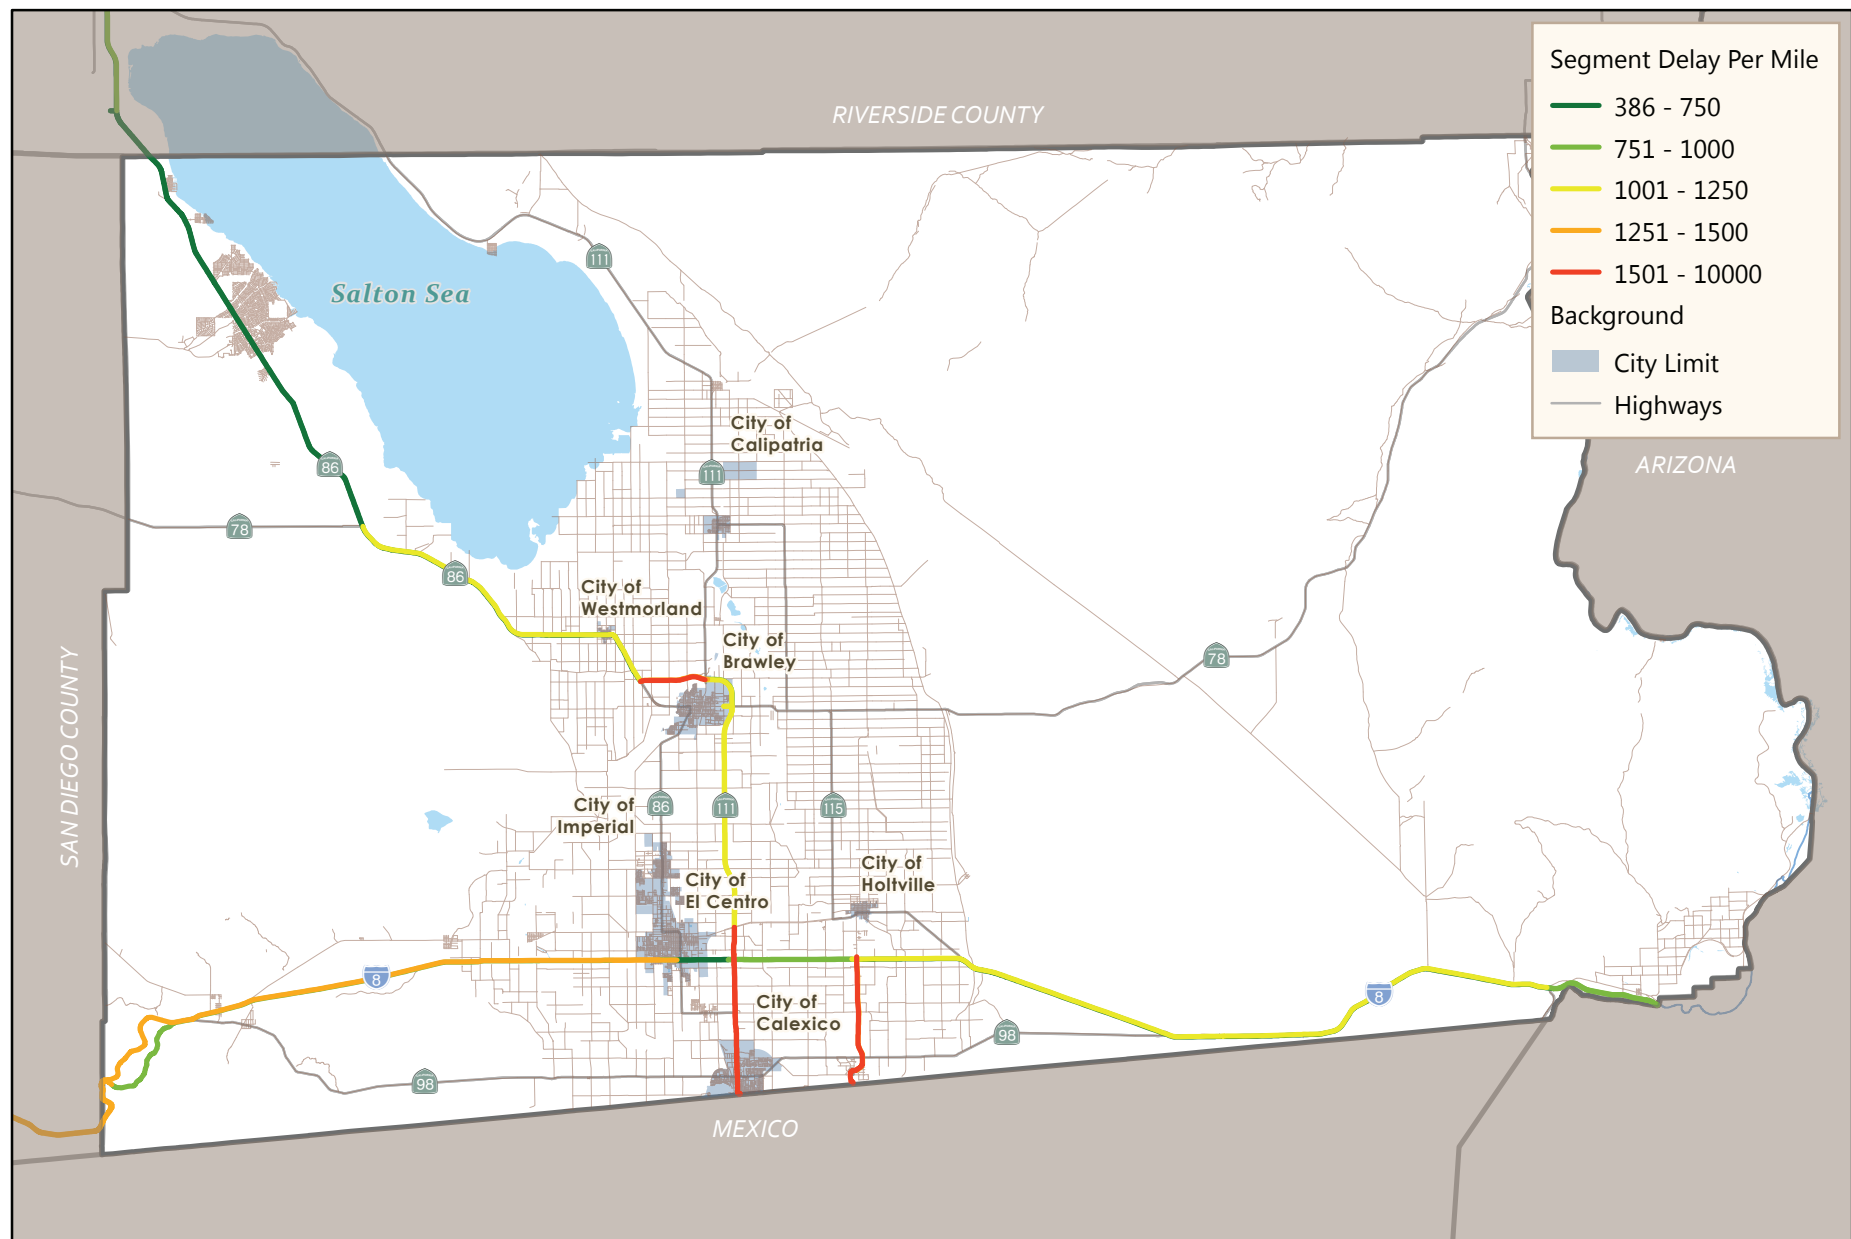 Segment Delay Per Mile
386 - 750
751 - 1000
1001 - 1250
1251 - 1500
1501 - 10000
Background
City Limit
Highways
RIVERSIDE COUNTY
111
Salton Sea
City of
Calipatria
86
111
ARIZONA
78
86
City of
Westmorland
City of
Brawley
78
SAN DIEGO COUNTY
City of
Imperial
86
111
115
City of
Holtville
City of
El Centro
8
8
City of
Calexico
98
98
MEXICO